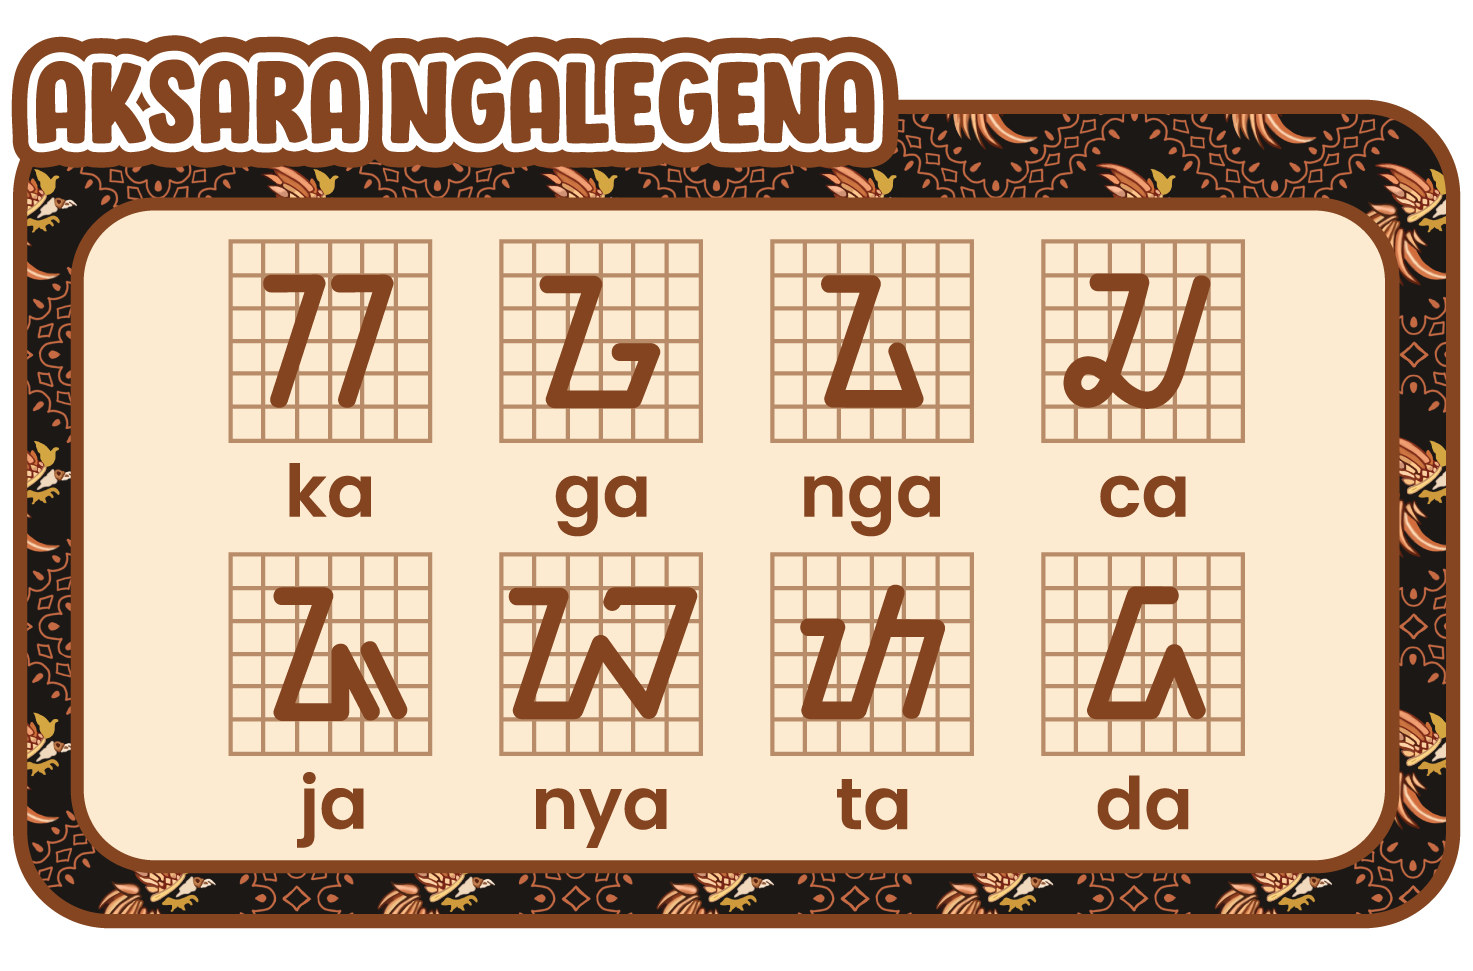 AKSARA NGALEGENA
ᮊ ᮌ ᮍ ᮎ
ka ga nga ca
ᮏ ᮑ ᮒ ᮓ
ja nya ta da